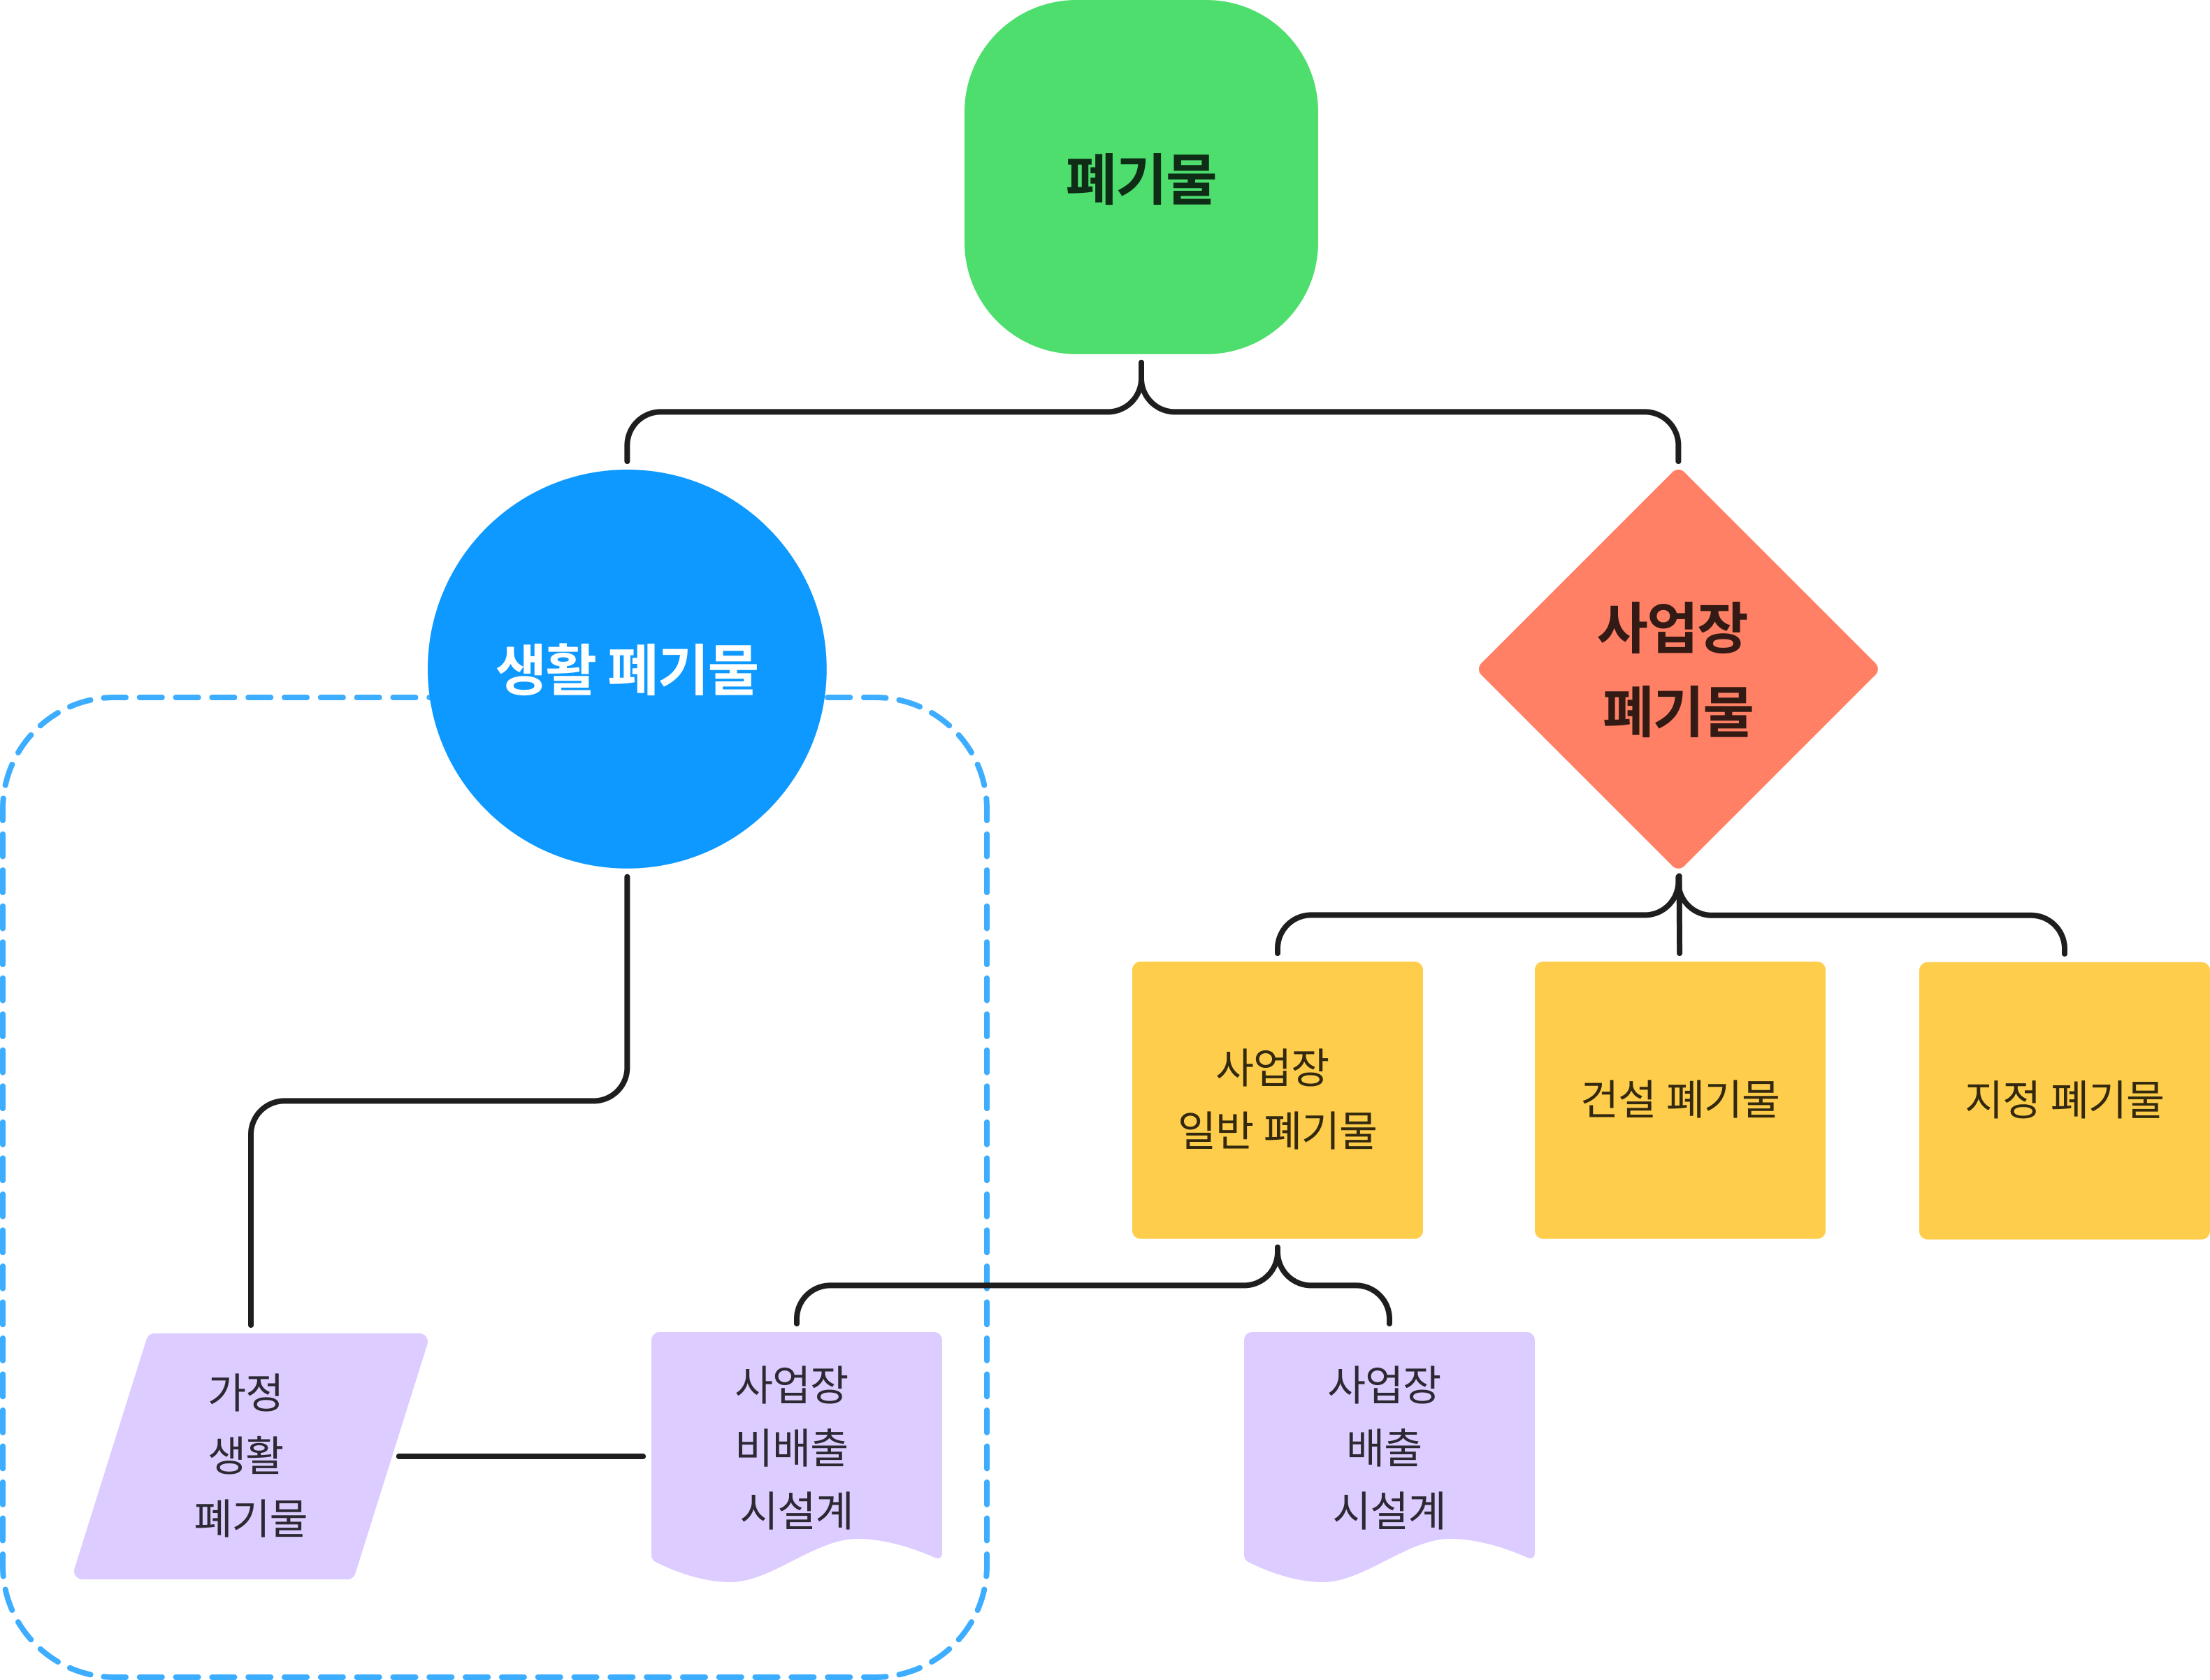 폐기물
생활 폐기물
사업장
폐기물
사업장
일반 폐기물
건설 폐기물
지정 폐기물
가정
생활
폐기물
사업장
비배출
시설계
사업장
배출
시설계